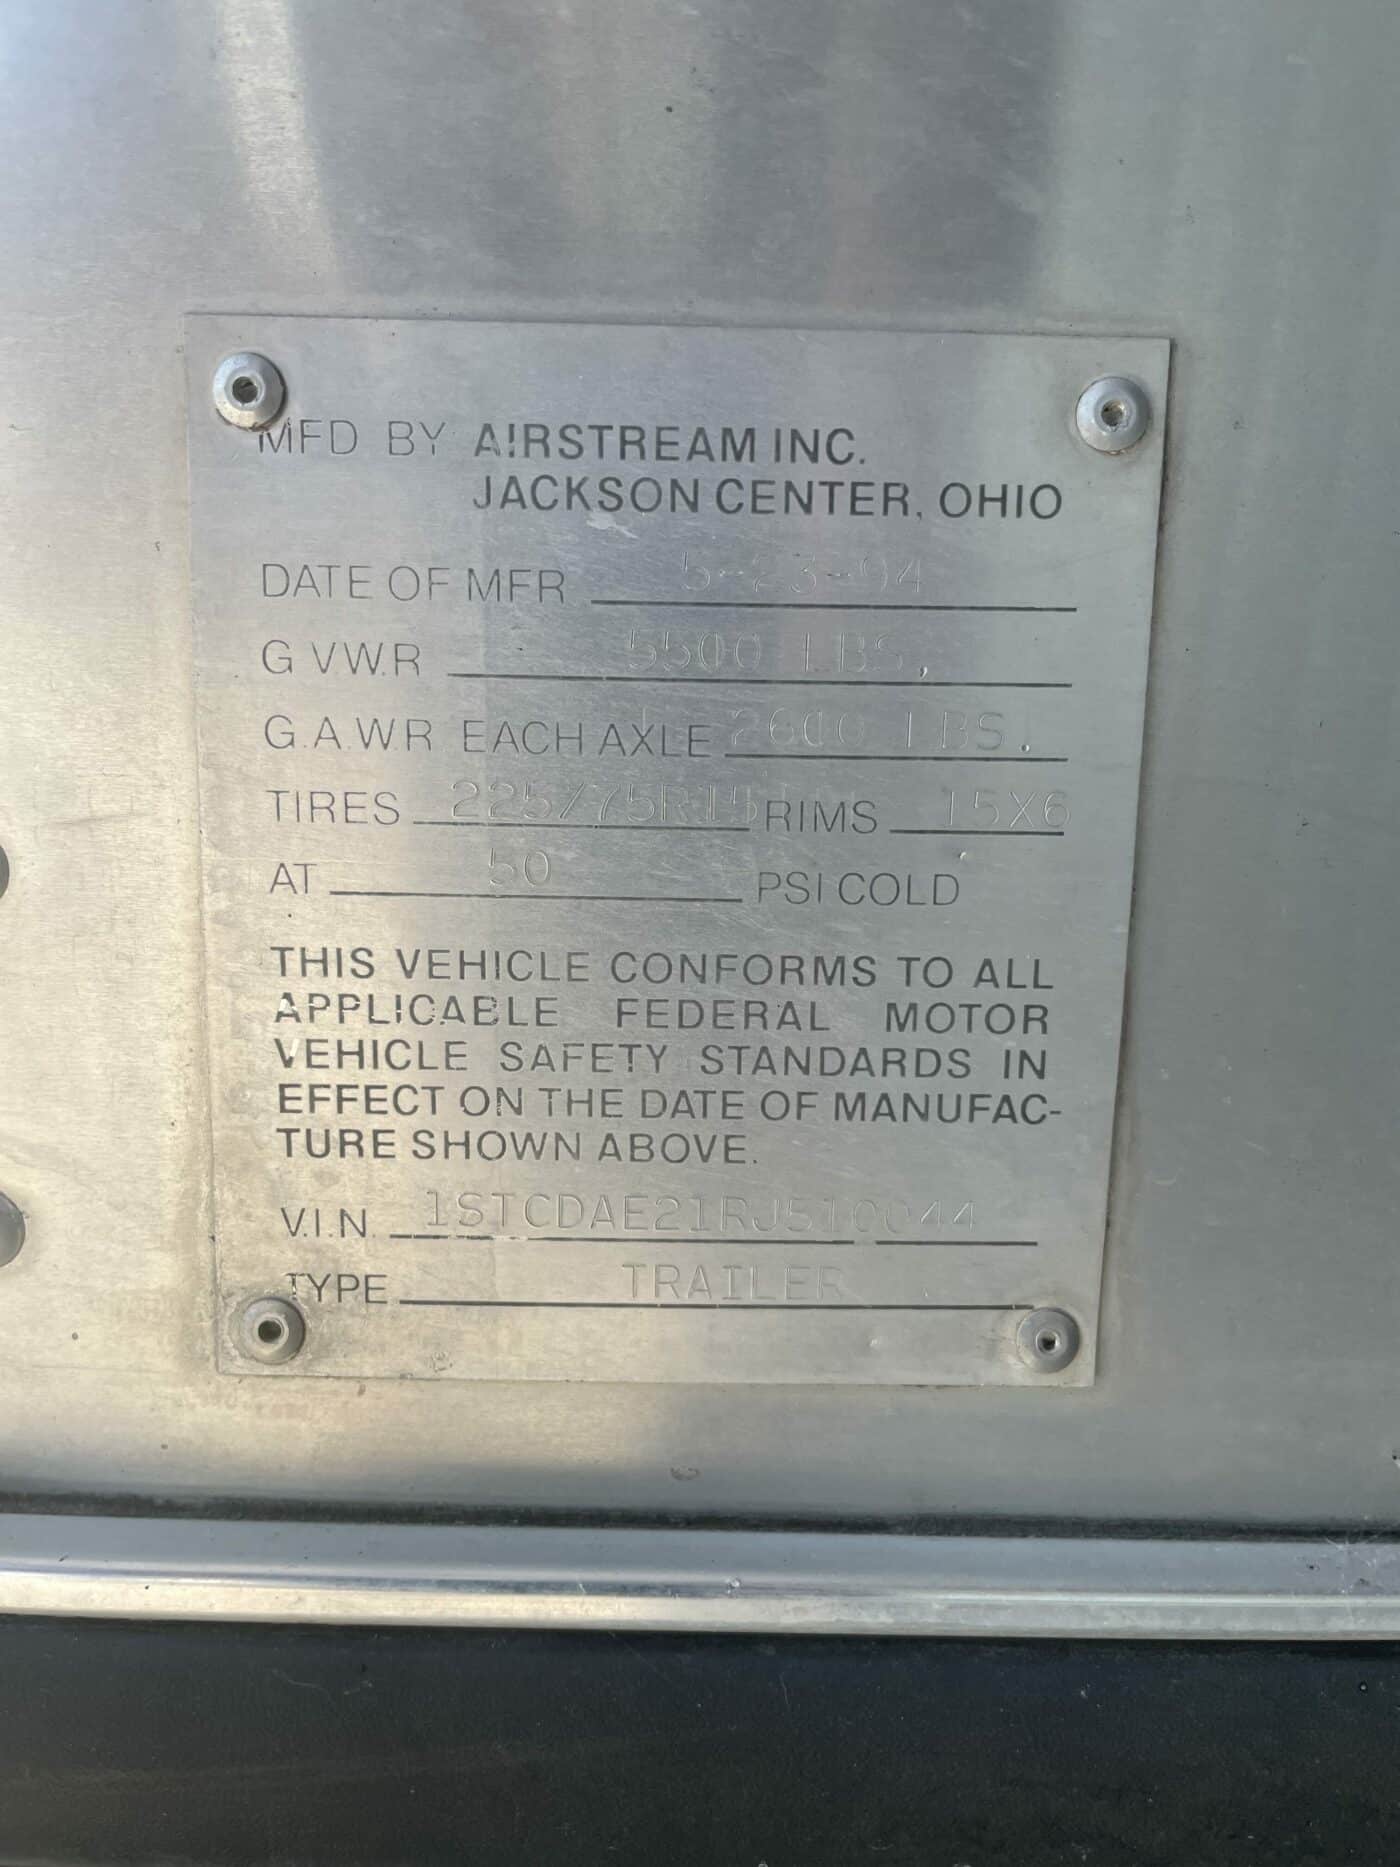 MFD BY AIRSTREAM INC.
JACKSON CENTER, OHIO
DATE OF MFR 5-23-94
G.V.W.R 5500 LBS.
G.A.W.R EACH AXLE 2600 LBS.
TIRES 225/75R15 RIMS 15X6
AT 50 PSI COLD
THIS VEHICLE CONFORMS TO ALL
APPLICABLE FEDERAL MOTOR
VEHICLE SAFETY STANDARDS IN
EFFECT ON THE DATE OF MANUFAC-
TURE SHOWN ABOVE.
V.I.N. 1STCDAE21RJ510044
TYPE TRAILER